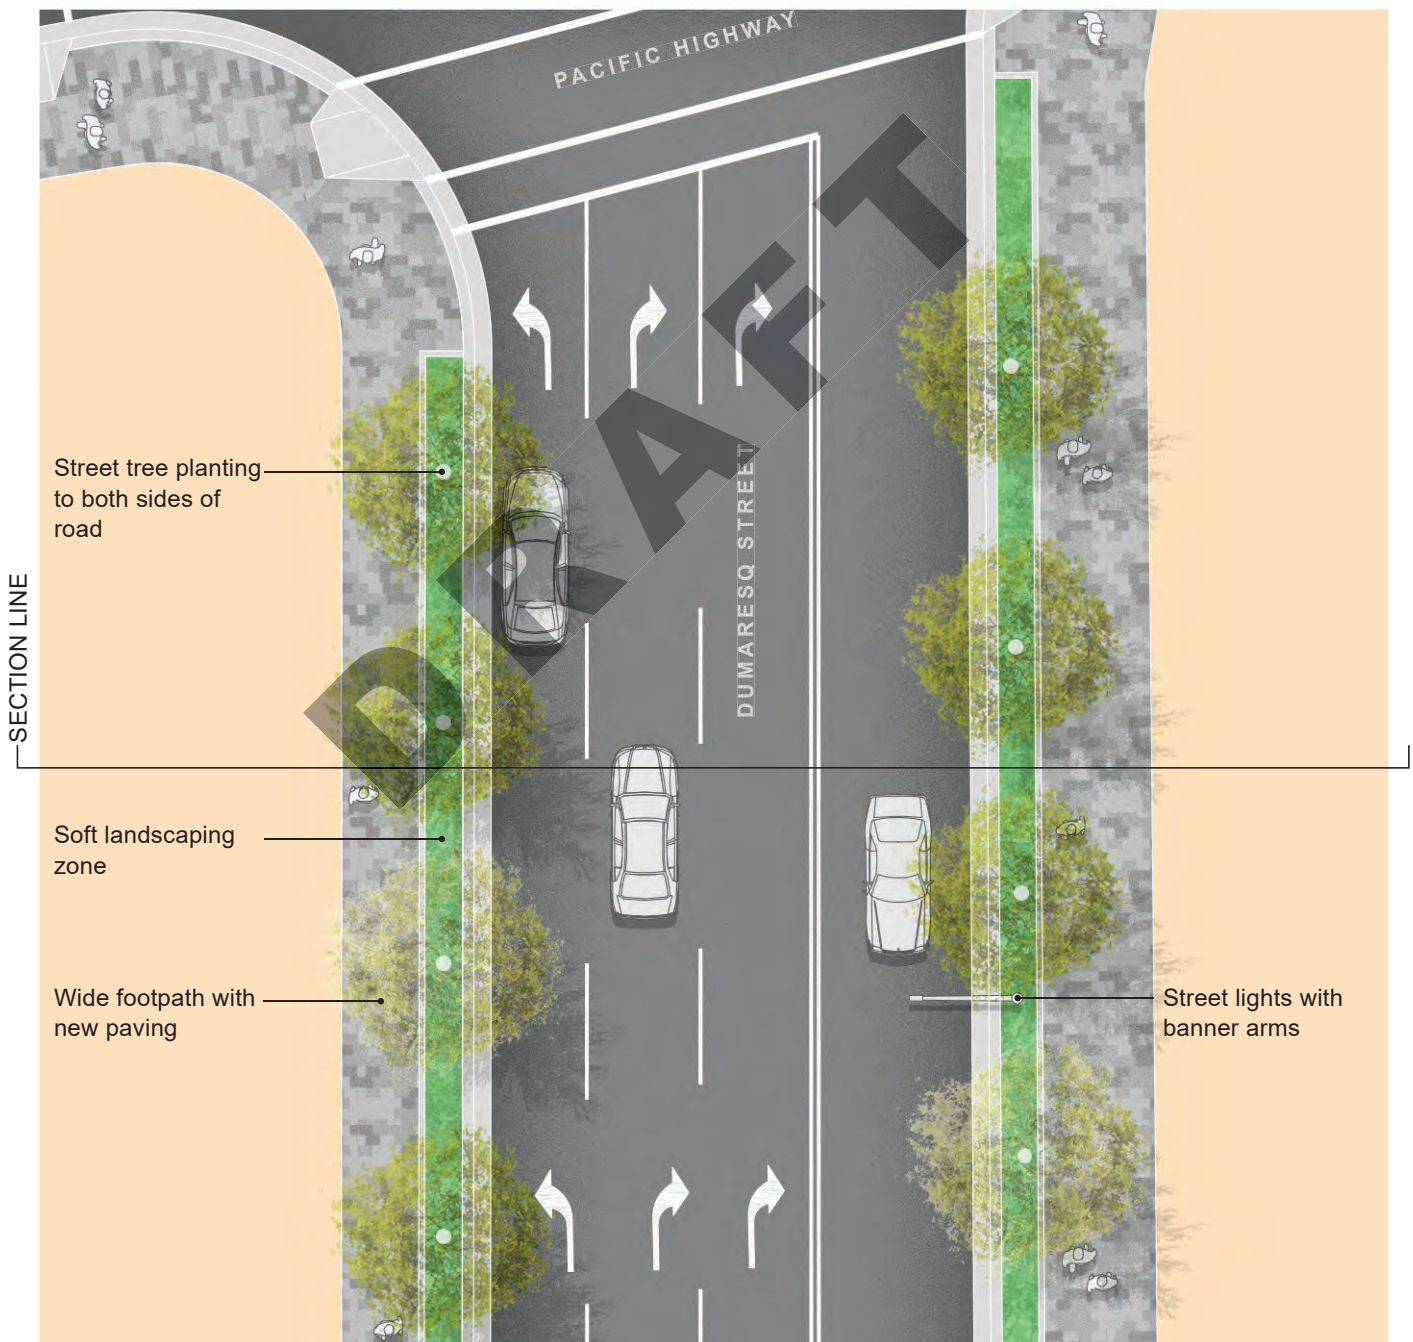 PACIFIC HIGHWAY
DRAFT
DUMARESQ STREET
Street tree planting
to both sides of
road
SECTION LINE
Soft landscaping
zone
Wide footpath with
new paving
Street lights with
banner arms